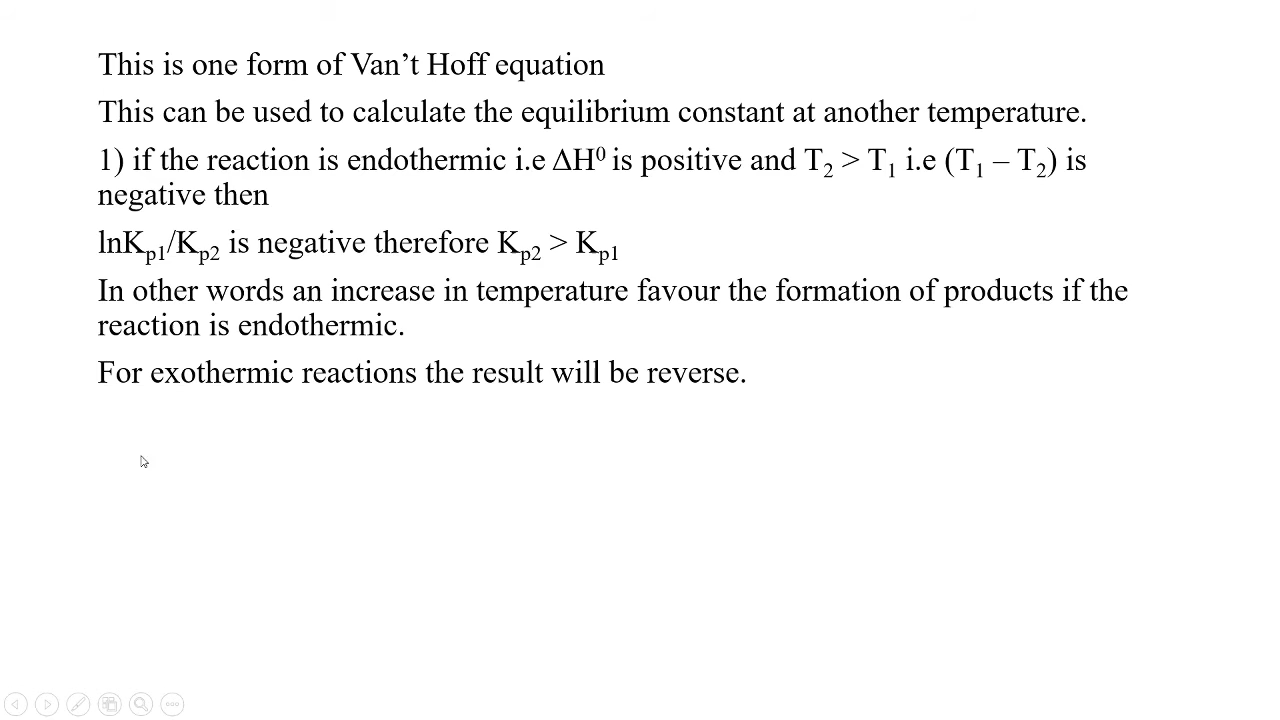 This is one form of Van’t Hoff equation
This can be used to calculate the equilibrium constant at another temperature.
1) if the reaction is endothermic i.e ΔH⁰ is positive and T₂ > T₁ i.e (T₁ – T₂) is
negative then
lnKₚ₁/Kₚ₂ is negative therefore Kₚ₂ > Kₚ₁
In other words an increase in temperature favour the formation of products if the
reaction is endothermic.
For exothermic reactions the result will be reverse.